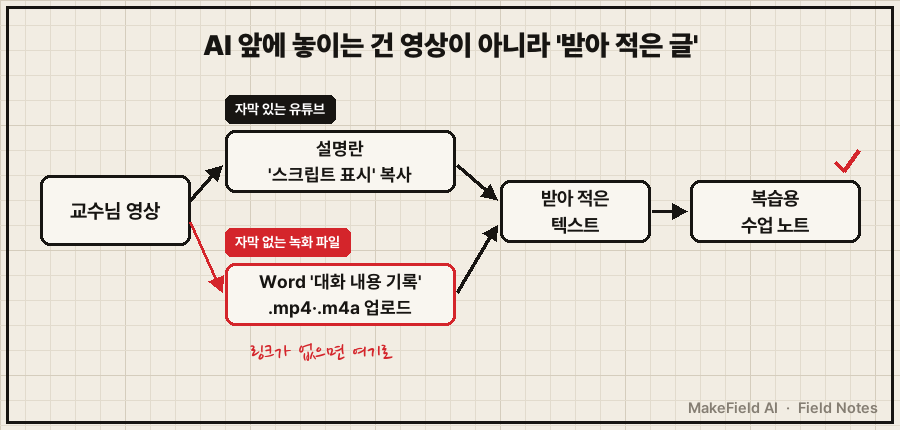 AI 앞에 놓이는 건 영상이 아니라 '받아 적은 글'
자막 있는 유튜브
설명란
'스크립트 표시' 복사
교수님 영상
자막 없는 녹화 파일
Word '대화 내용 기록'
.mp4·.m4a 업로드
링크가 없으면 여기로
받아 적은
텍스트
복습용
수업 노트
MakeField AI · Field Notes